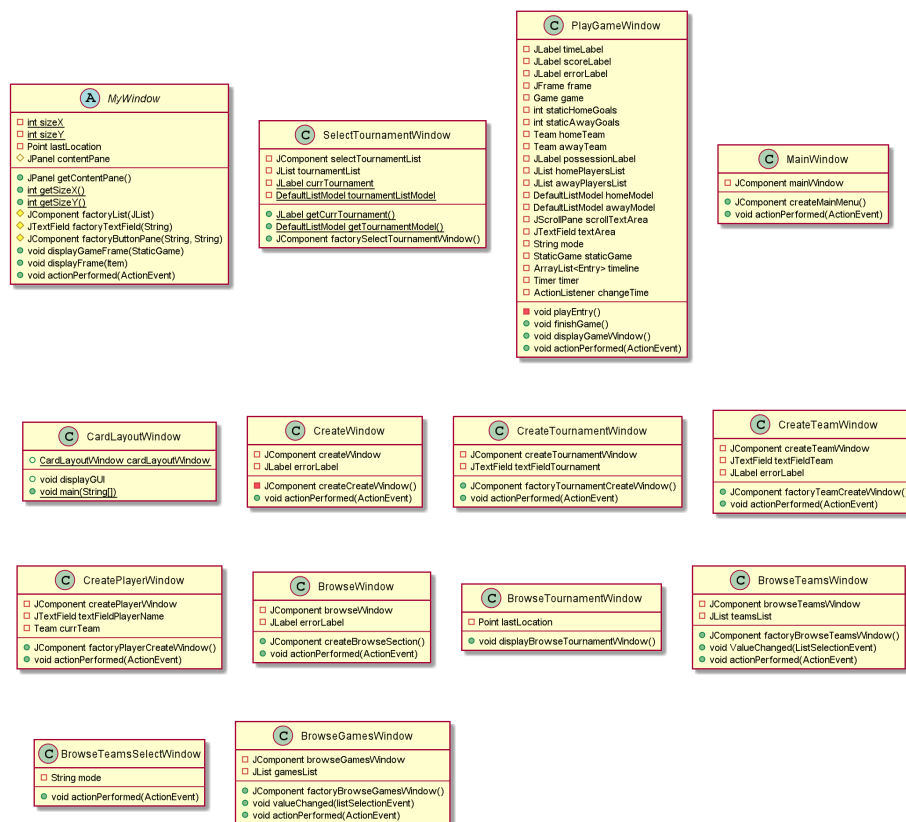 A MyWindow
int sizeX
int sizeY
Point lastLocation
JPanel contentPane
JPanel getContentPane()
int getSizeX()
int getSizeY()
JComponent factoryList(JList)
JTextField factoryTextField(String)
JComponent factoryButtonPane(String, String)
void displayGameFrame(StaticGame)
void displayFrame(Item)
void actionPerformed(ActionEvent)
C SelectTournamentWindow
JComponent selectTournamentList
JList tournamentList
JLabel currTournament
DefaultListModel tournamentListModel
JLabel getCurrTournament()
DefaultListModel getTournamentModel()
JComponent factorySelectTournamentWindow()
C PlayGameWindow
JLabel timeLabel
JLabel scoreLabel
JLabel errorLabel
JFrame frame
Game game
int staticHomeGoals
int staticAwayGoals
Team homeTeam
Team awayTeam
JLabel possessionLabel
JList homePlayersList
JList awayPlayersList
DefaultListModel homeModel
DefaultListModel awayModel
JScrollPane scrollTextArea
JTextField textArea
String mode
StaticGame staticGame
ArrayList<Entry> timeline
Timer timer
ActionListener changeTime
void playEntry()
void finishGame()
void displayGameWindow()
void actionPerformed(ActionEvent)
C MainWindow
JComponent mainWindow
JComponent createMainMenu()
void actionPerformed(ActionEvent)
C CardLayoutWindow
CardLayoutWindow cardLayoutWindow
void displayGUI
void main(String[])
C CreateWindow
JComponent createWindow
JLabel errorLabel
JComponent createCreateWindow()
void actionPerformed(ActionEvent)
C CreateTournamentWindow
JComponent createTournamentWindow
JTextField textFieldTournament
JComponent factoryTournamentCreateWindow()
void actionPerformed(ActionEvent)
C CreateTeamWindow
JComponent createTeamWindow
JTextField textFieldTeam
JLabel errorLabel
JComponent factoryTeamCreateWindow()
void actionPerformed(ActionEvent)
C CreatePlayerWindow
JComponent createPlayerWindow
JTextField textFieldPlayerName
Team currTeam
JComponent factoryPlayerCreateWindow()
void actionPerformed(ActionEvent)
C BrowseWindow
JComponent browseWindow
JLabel errorLabel
JComponent createBrowseSection()
void actionPerformed(ActionEvent)
C BrowseTournamentWindow
Point lastLocation
void displayBrowseTournamentWindow()
C BrowseTeamsWindow
JComponent browseTeamsWindow
JList teamsList
JComponent factoryBrowseTeamsWindow()
void ValueChanged(ListSelectionEvent)
void actionPerformed(ActionEvent)
C BrowseTeamsSelectWindow
String mode
void actionPerformed(ActionEvent)
C BrowseGamesWindow
JComponent browseGamesWindow
JList gamesList
JComponent factoryBrowseGamesWindow()
void valueChanged(listSelectionEvent)
void actionPerformed(ActionEvent)